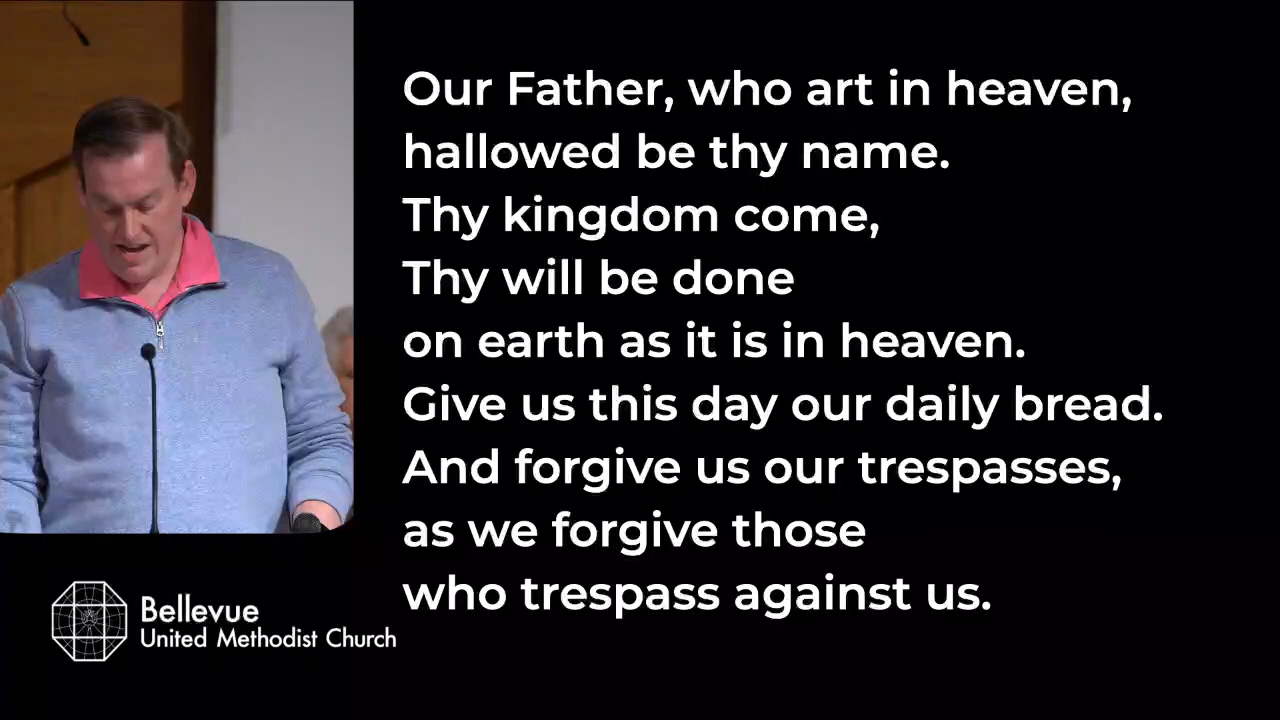 Our Father, who art in heaven,
hallowed be thy name.
Thy kingdom come,
Thy will be done
on earth as it is in heaven.
Give us this day our daily bread.
And forgive us our trespasses,
as we forgive those
who trespass against us.
Bellevue
United Methodist Church